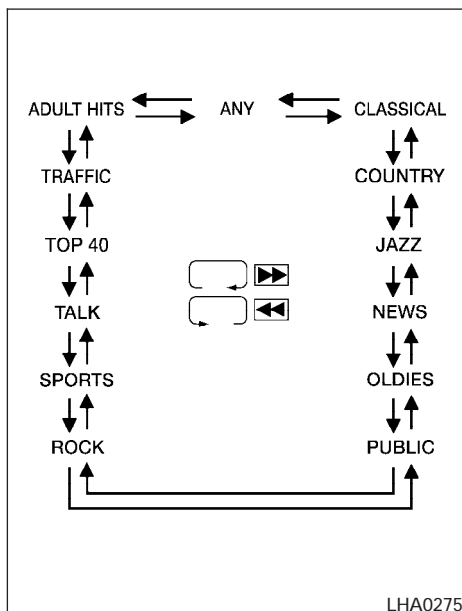 ADULT HITS ANY CLASSICAL
TRAFFIC COUNTRY
TOP 40 JAZZ
TALK NEWS
SPORTS OLDIES
ROCK PUBLIC
LHA0275